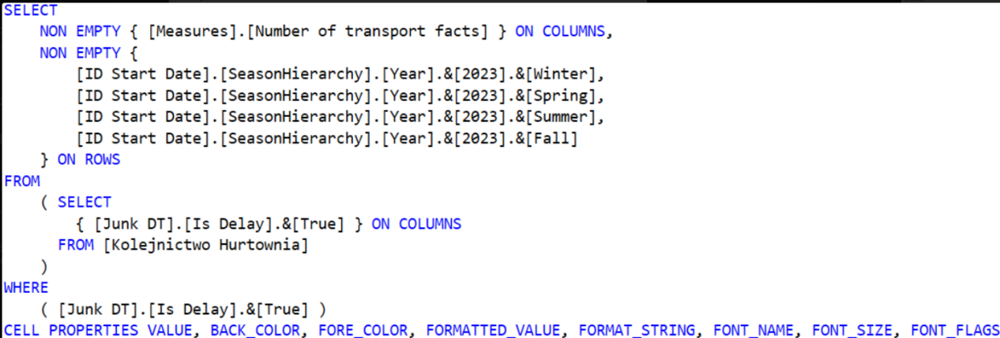 SELECT
NON EMPTY { [Measures].[Number of transport facts] } ON COLUMNS,
NON EMPTY {
[ID Start Date].[SeasonHierarchy].[Year].&[2023].&[Winter],
[ID Start Date].[SeasonHierarchy].[Year].&[2023].&[Spring],
[ID Start Date].[SeasonHierarchy].[Year].&[2023].&[Summer],
[ID Start Date].[SeasonHierarchy].[Year].&[2023].&[Fall]
} ON ROWS
FROM
( SELECT
{ [Junk DT].[Is Delay].&[True] } ON COLUMNS
FROM [Kolejnictwo Hurtownia]
)
WHERE
( [Junk DT].[Is Delay].&[True] )
CELL PROPERTIES VALUE, BACK_COLOR, FORE_COLOR, FORMATTED_VALUE, FORMAT_STRING, FONT_NAME, FONT_SIZE, FONT_FLAGS